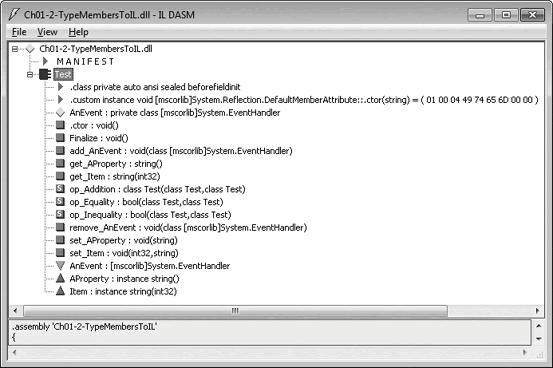 Ch01-2-TypeMembersToIL.dll - IL DASM
File View Help
Ch01-2-TypeMembersToIL.dll
MANIFEST
Test
.class private auto ansi sealed beforefieldinit
.custom instance void [mscorlib]System.Reflection.DefaultMemberAttribute::.ctor(string) = ( 01 00 04 49 74 65 6D 00 00 )
AnEvent : private class [mscorlib]System.EventHandler
.ctor : void()
Finalize : void()
add_AnEvent : void(class [mscorlib]System.EventHandler)
get_AProperty : string()
get_Item : string(int32)
op_Addition : class Test(class Test,class Test)
op_Equality : bool(class Test,class Test)
op_Inequality : bool(class Test,class Test)
remove_AnEvent : void(class [mscorlib]System.EventHandler)
set_AProperty : void(string)
set_Item : void(int32,string)
AnEvent : [mscorlib]System.EventHandler
AProperty : instance string()
Item : instance string(int32)
.assembly 'Ch01-2-TypeMembersToIL'
{